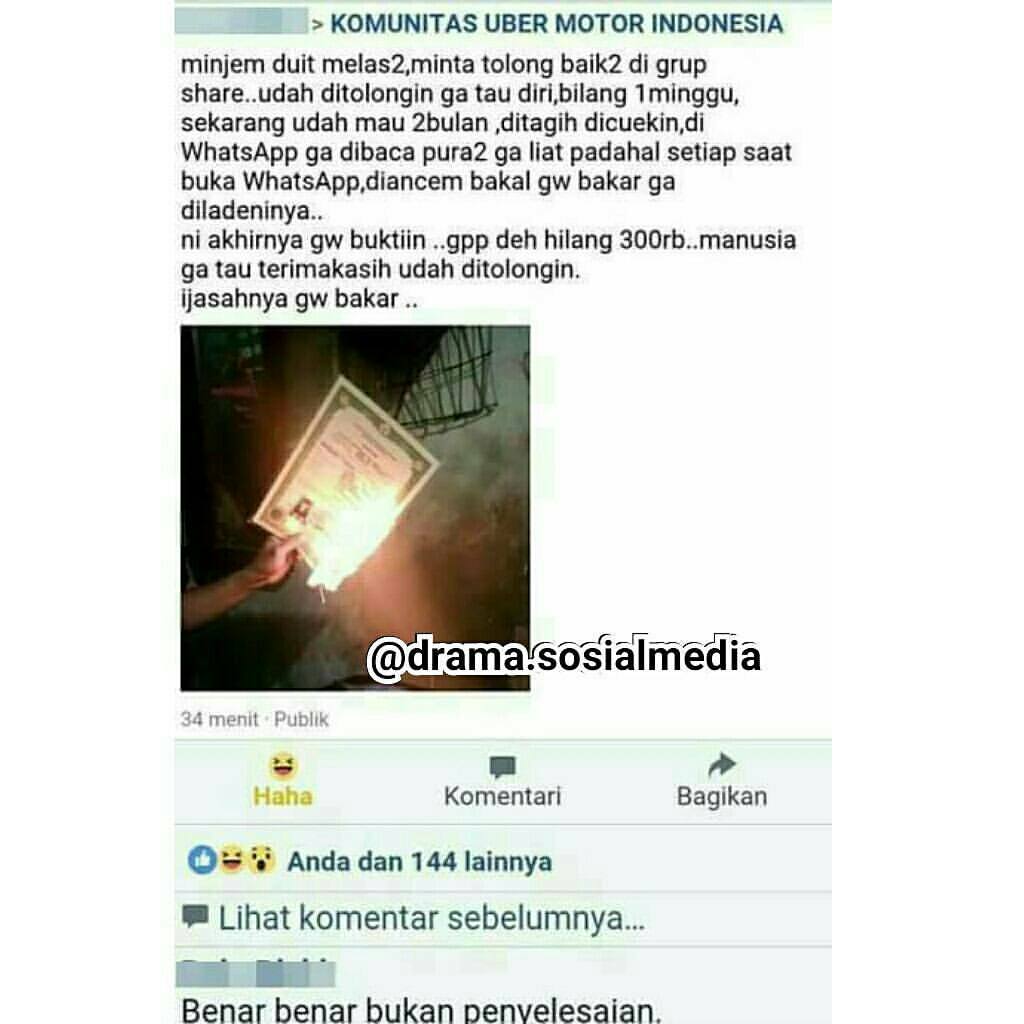 > KOMUNITAS UBER MOTOR INDONESIA
minjem duit melas2,minta tolong baik2 di grup
share..udah ditolongin ga tau diri,bilang 1minggu,
sekarang udah mau 2bulan ,ditagih dicuekin,di
WhatsApp ga dibaca pura2 ga liat padahal setiap saat
buka WhatsApp,diancem bakal gw bakar ga
diladeninya..
ni akhirnya gw buktiin ..gpp deh hilang 300rb..manusia
ga tau terimakasih udah ditolongin.
ijasahnya gw bakar ..
@drama.sosialmedia
34 menit · Publik
Haha Komentari Bagikan
Anda dan 144 lainnya
Lihat komentar sebelumnya...
Benar benar bukan penyelesaian.